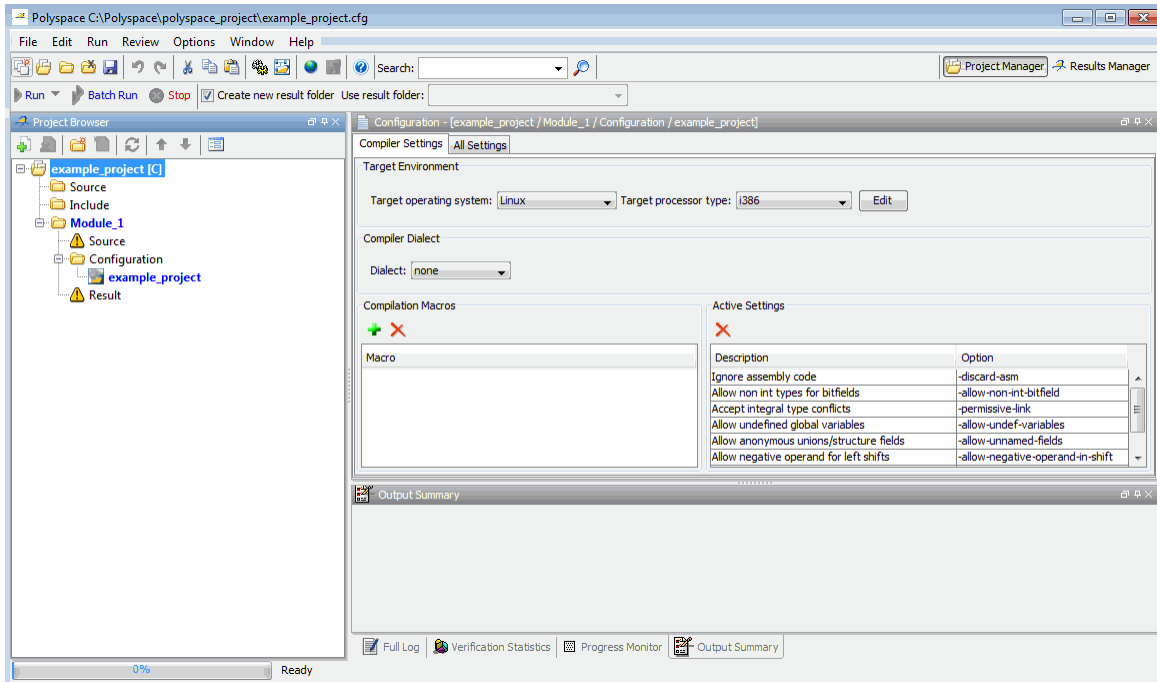 Polyspace C:\Polyspace\polyspace_project\example_project.cfg
File Edit Run Review Options Window Help
Search:
Project Manager Results Manager
Run Batch Run Stop Create new result folder Use result folder:
Project Browser
example_project [C]
Source
Include
Module_1
Source
Configuration
example_project
Result
Configuration - [example_project / Module_1 / Configuration / example_project]
Compiler Settings All Settings
Target Environment
Target operating system: Linux Target processor type: i386 Edit
Compiler Dialect
Dialect: none
Compilation Macros
Macro
Active Settings
Description Option
Ignore assembly code -discard-asm
Allow non int types for bitfields -allow-non-int-bitfield
Accept integral type conflicts -permissive-link
Allow undefined global variables -allow-undef-variables
Allow anonymous unions/structure fields -allow-unnamed-fields
Allow negative operand for left shifts -allow-negative-operand-in-shift
Output Summary
Full Log Verification Statistics Progress Monitor Output Summary
0% Ready